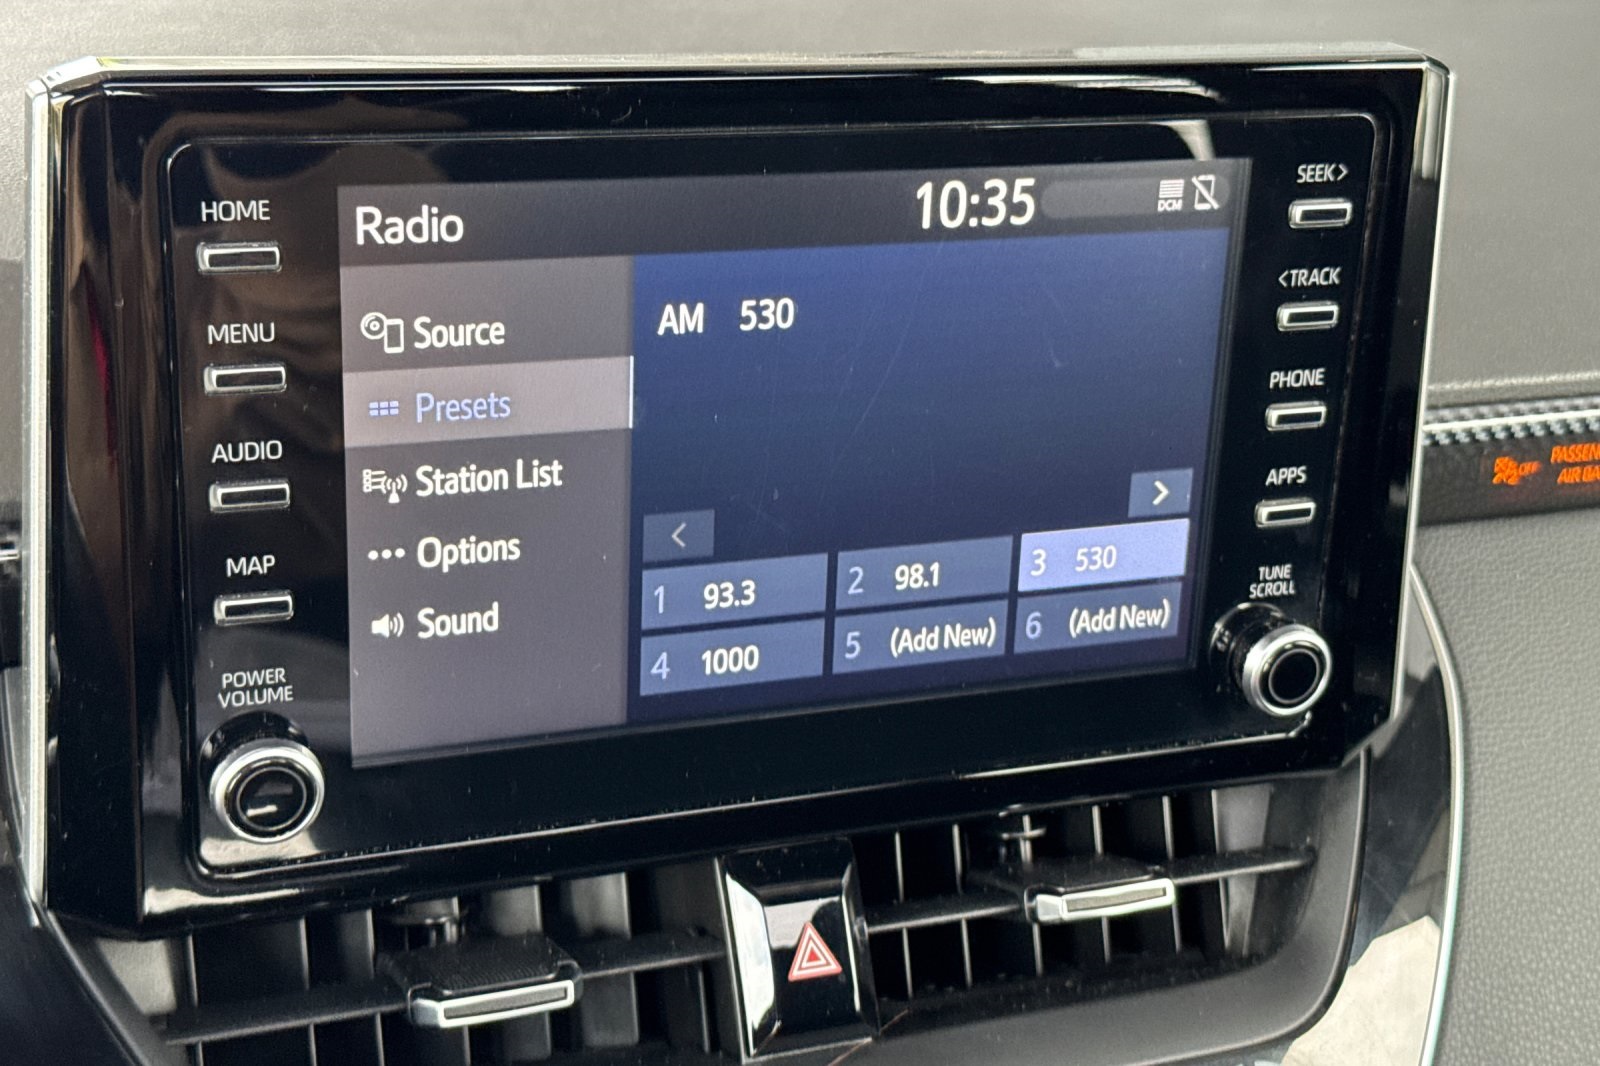 HOME
MENU
AUDIO
MAP
POWER
VOLUME
Radio
10:35
DCM
Source
Presets
Station List
Options
Sound
AM 530
<
>
1 93.3
2 98.1
3 530
4 1000
5 (Add New)
6 (Add New)
SEEK>
<TRACK
PHONE
APPS
TUNE
SCROLL
OFF